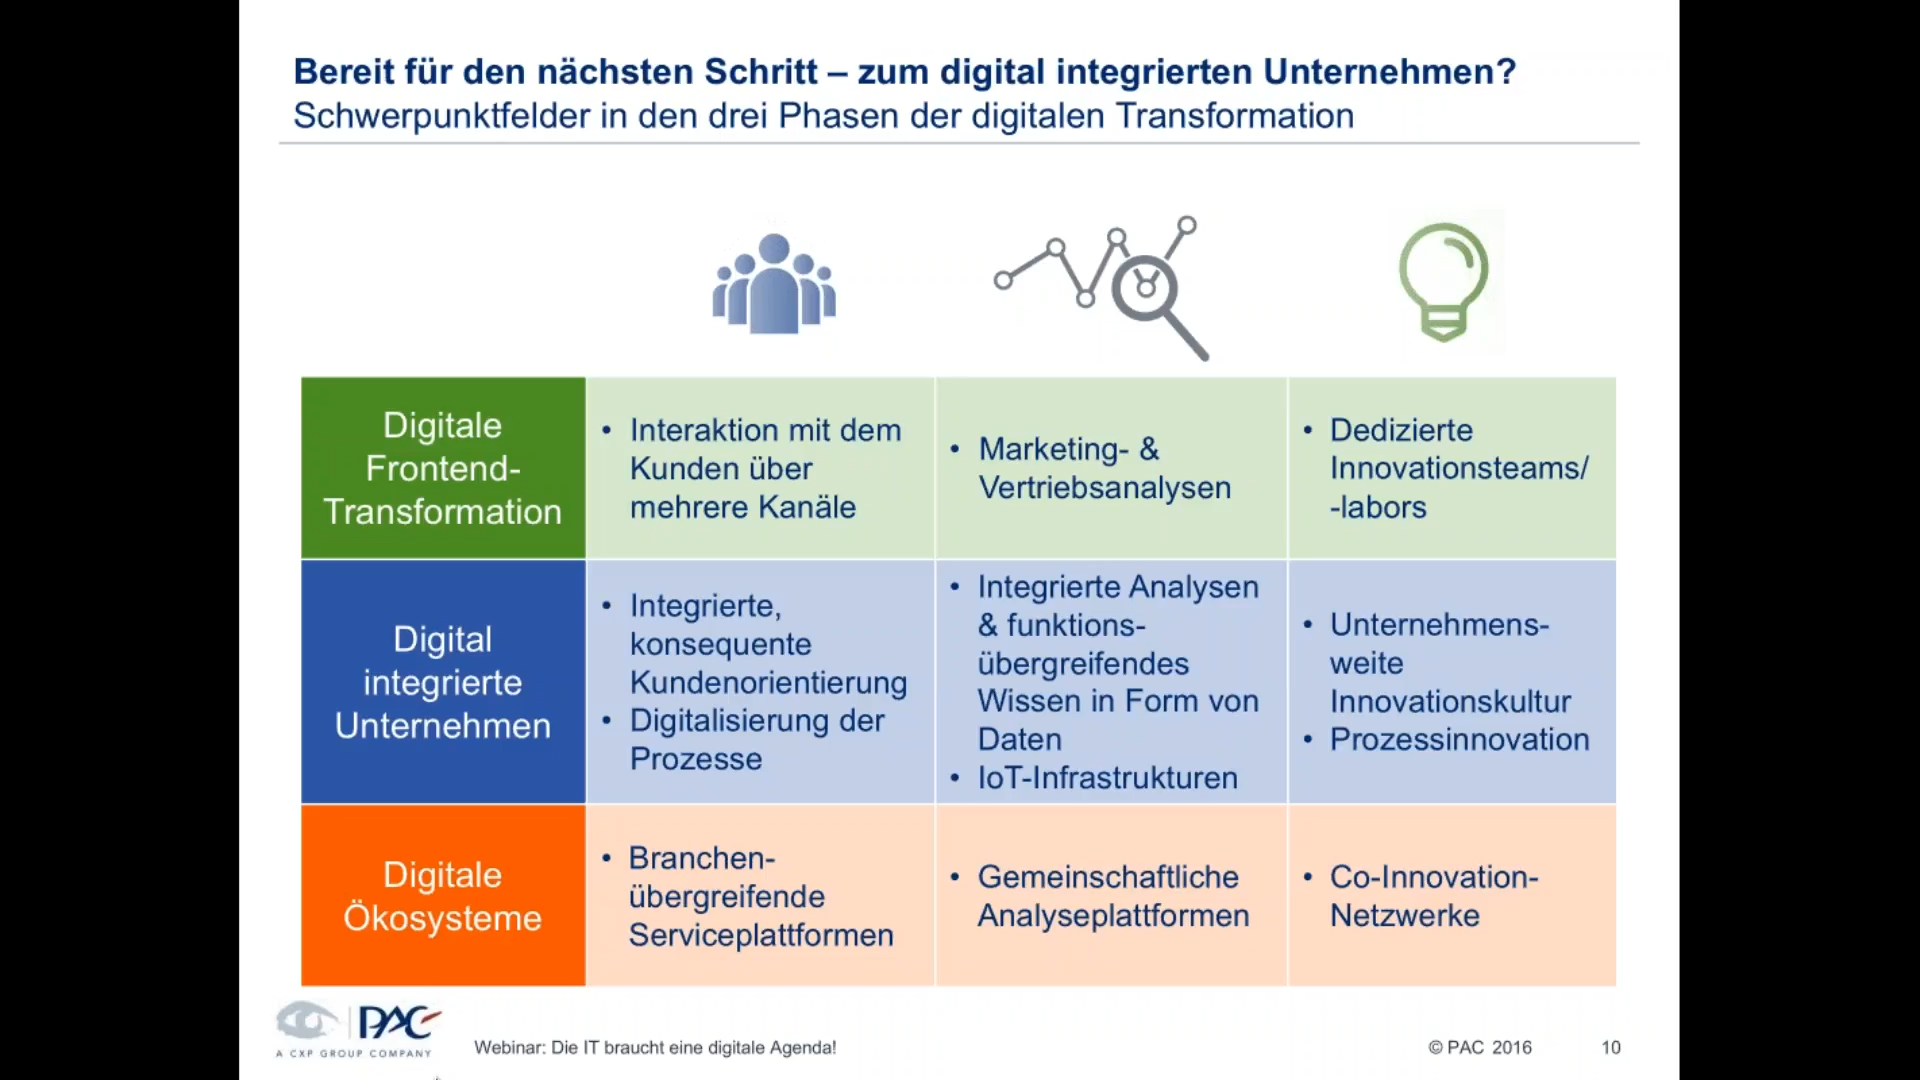 Bereit für den nächsten Schritt – zum digital integrierten Unternehmen?
Schwerpunktfelder in den drei Phasen der digitalen Transformation
Digitale
Frontend-
Transformation
• Interaktion mit dem
Kunden über
mehrere Kanäle
• Marketing- &
Vertriebsanalysen
• Dedizierte
Innovationsteams/
-labors
Digital
integrierte
Unternehmen
• Integrierte,
konsequente
Kundenorientierung
• Digitalisierung der
Prozesse
• Integrierte Analysen
& funktions-
übergreifendes
Wissen in Form von
Daten
• IoT-Infrastrukturen
• Unternehmens-
weite
Innovationskultur
• Prozessinnovation
Digitale
Ökosysteme
• Branchen-
übergreifende
Serviceplattformen
• Gemeinschaftliche
Analyseplattformen
• Co-Innovation-
Netzwerke
PAC
A CXP GROUP COMPANY
Webinar: Die IT braucht eine digitale Agenda!
© PAC 2016
10